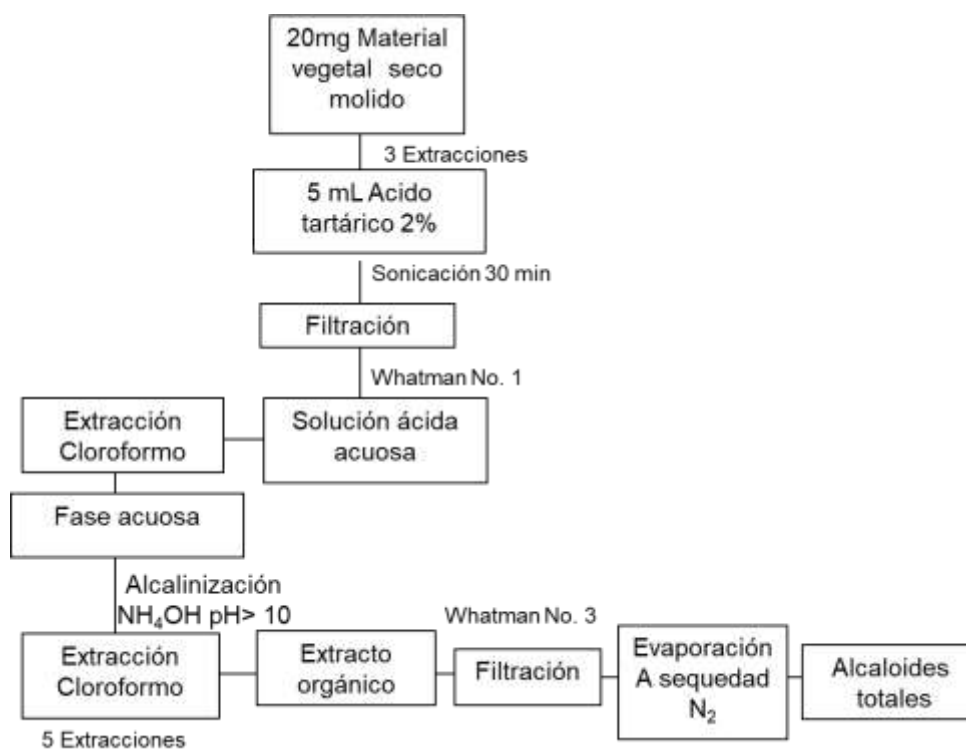 20mg Material
vegetal seco
molido
3 Extracciones
5 mL Acido
tartárico 2%
Sonicación 30 min
Filtración
Whatman No. 1
Solución ácida
acuosa
Extracción
Cloroformo
Fase acuosa
Alcalinización
NH₄OH pH> 10
Extracción
Cloroformo
5 Extracciones
Extracto
orgánico
Whatman No. 3
Filtración
Evaporación
A sequedad
N₂
Alcaloides
totales